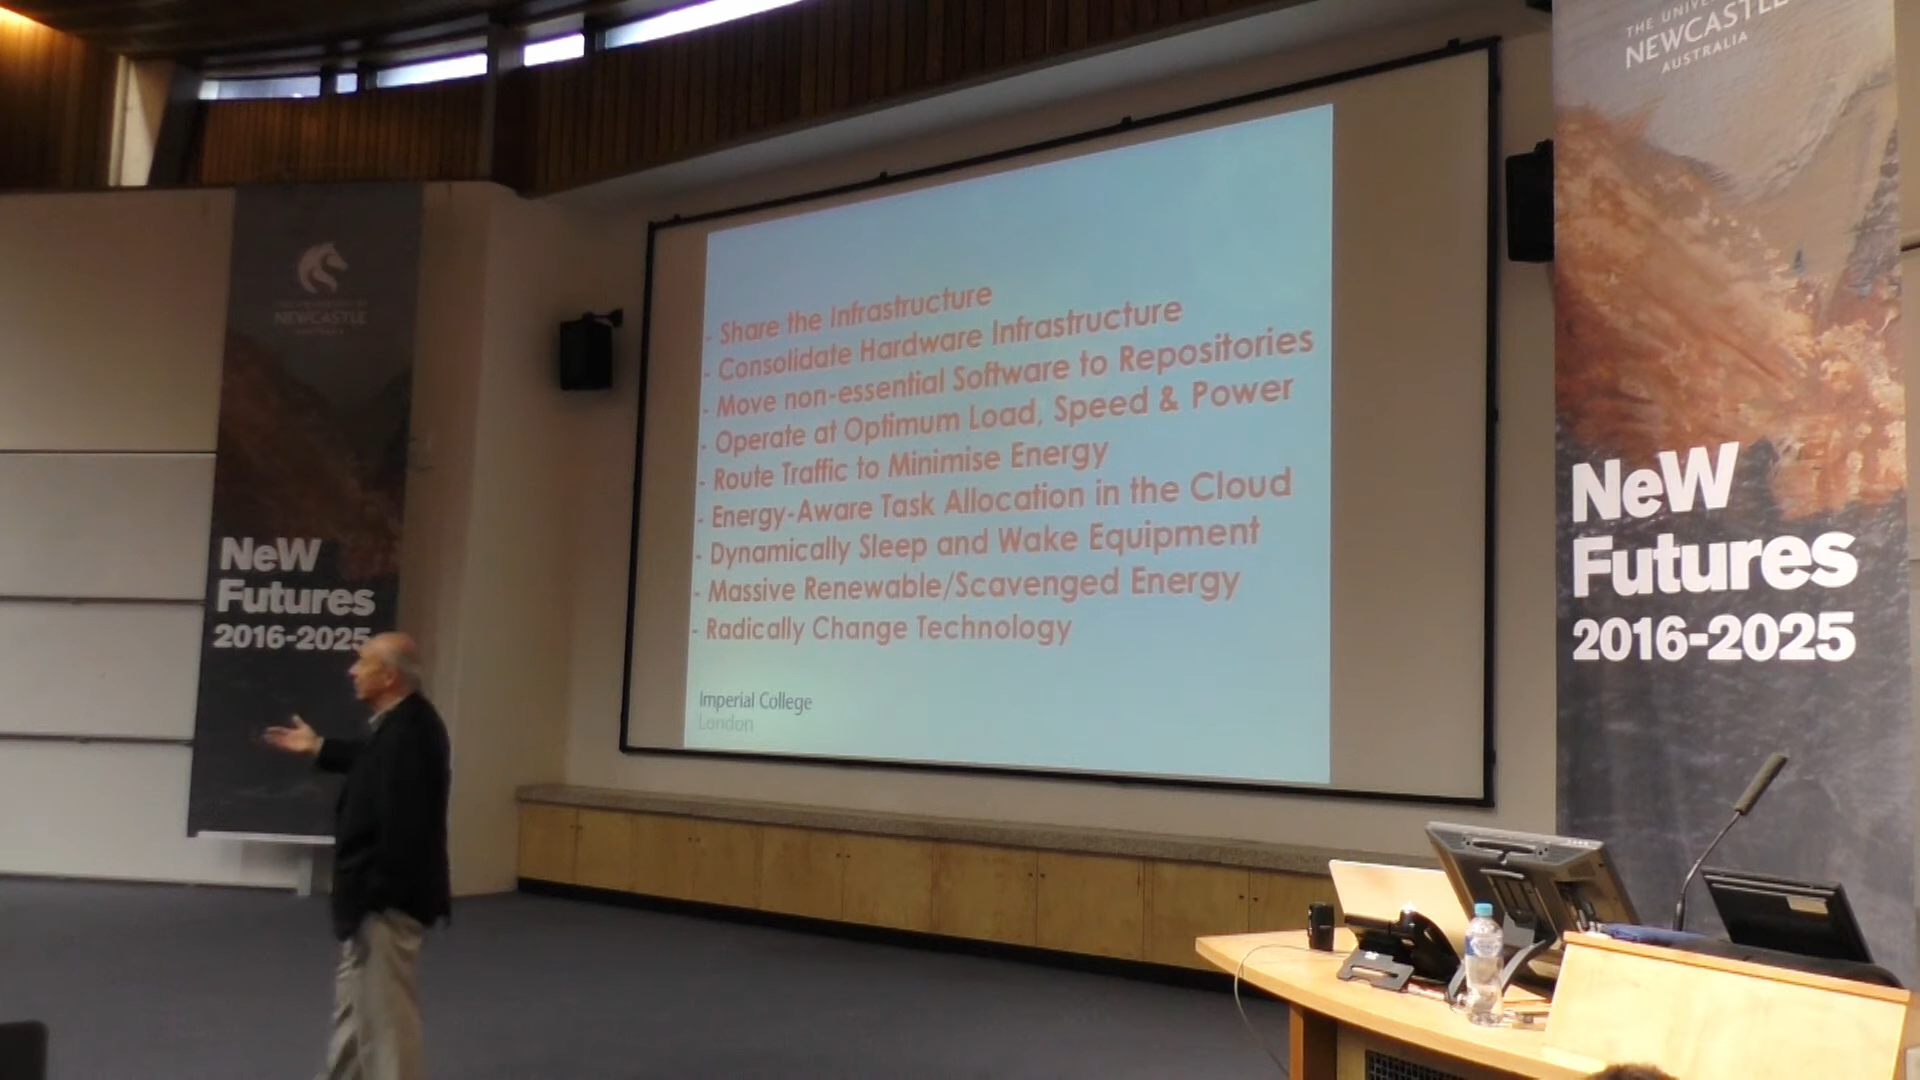 NEWCASTLE
NeW
Futures
2016-2025
- Share the Infrastructure
- Consolidate Hardware Infrastructure
- Move non-essential Software to Repositories
- Operate at Optimum Load, Speed & Power
- Route Traffic to Minimise Energy
- Energy-Aware Task Allocation in the Cloud
- Dynamically Sleep and Wake Equipment
- Massive Renewable/Scavenged Energy
- Radically Change Technology
Imperial College
London
THE
NEWCASTLE
AUSTRALIA
NeW
Futures
2016-2025